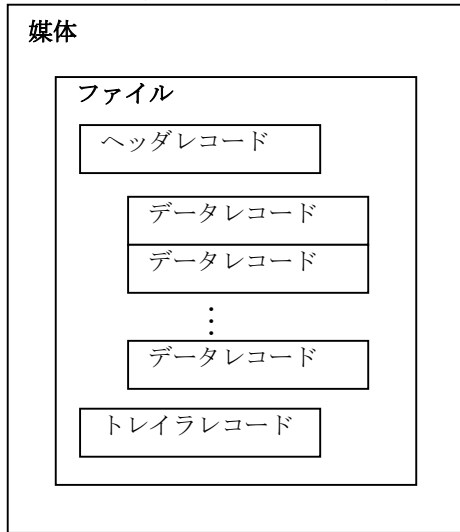 媒体
ファイル
ヘッダレコード
データレコード
データレコード
⋮
データレコード
トレイラレコード